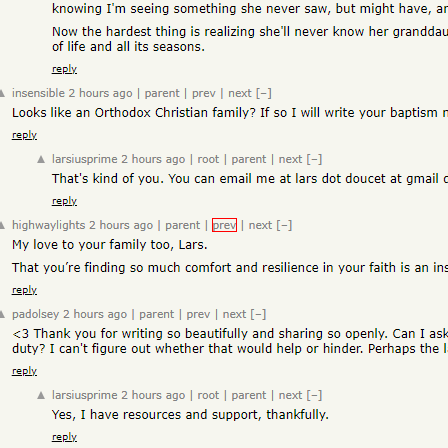 knowing I'm seeing something she never saw, but might have, an
Now the hardest thing is realizing she'll never know her granddau
of life and all its seasons.
reply
insensible 2 hours ago | parent | prev | next [–]
Looks like an Orthodox Christian family? If so I will write your baptism n
reply
larsiusprime 2 hours ago | root | parent | next [–]
That's kind of you. You can email me at lars dot doucet at gmail d
reply
highwaylights 2 hours ago | parent | prev | next [–]
My love to your family too, Lars.
That you're finding so much comfort and resilience in your faith is an ins
reply
padolsey 2 hours ago | parent | prev | next [–]
<3 Thank you for writing so beautifully and sharing so openly. Can I ask
duty? I can't figure out whether that would help or hinder. Perhaps the l
reply
larsiusprime 2 hours ago | root | parent | next [–]
Yes, I have resources and support, thankfully.
reply